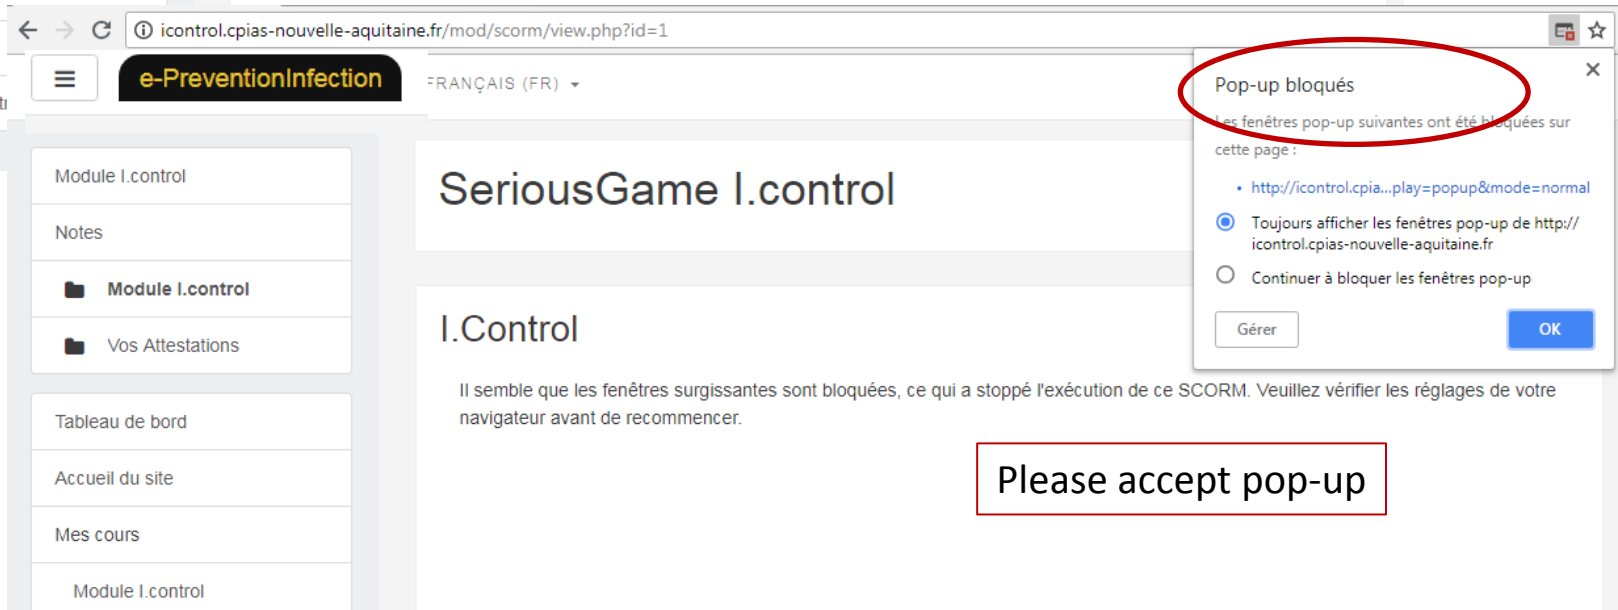 icontrol.cpias-nouvelle-aquitaine.fr/mod/scorm/view.php?id=1
e-PreventionInfection
FRANÇAIS (FR)
Module I.control
Notes
Module I.control
Vos Attestations
Tableau de bord
Accueil du site
Mes cours
Module I.control
SeriousGame I.control
I.Control
Il semble que les fenêtres surgissantes sont bloquées, ce qui a stoppé l'exécution de ce SCORM. Veuillez vérifier les réglages de votre
navigateur avant de recommencer.
Please accept pop-up
Pop-up bloqués
Les fenêtres pop-up suivantes ont été bloquées sur
cette page :
• http://icontrol.cpia...play=popup&mode=normal
Toujours afficher les fenêtres pop-up de http://
icontrol.cpias-nouvelle-aquitaine.fr
Continuer à bloquer les fenêtres pop-up
Gérer
OK